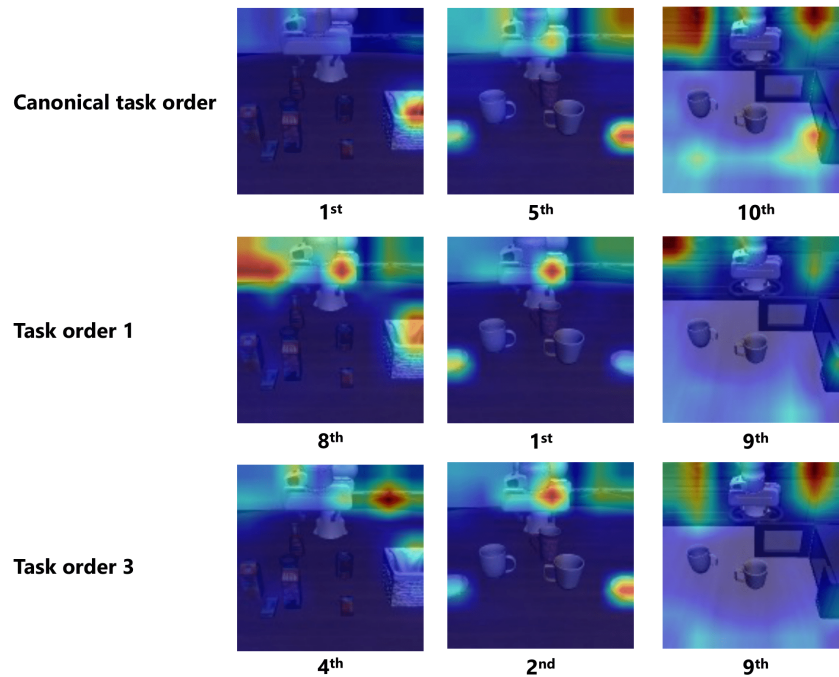 Canonical task order
1st 5th 10th
Task order 1
8th 1st 9th
Task order 3
4th 2nd 9th